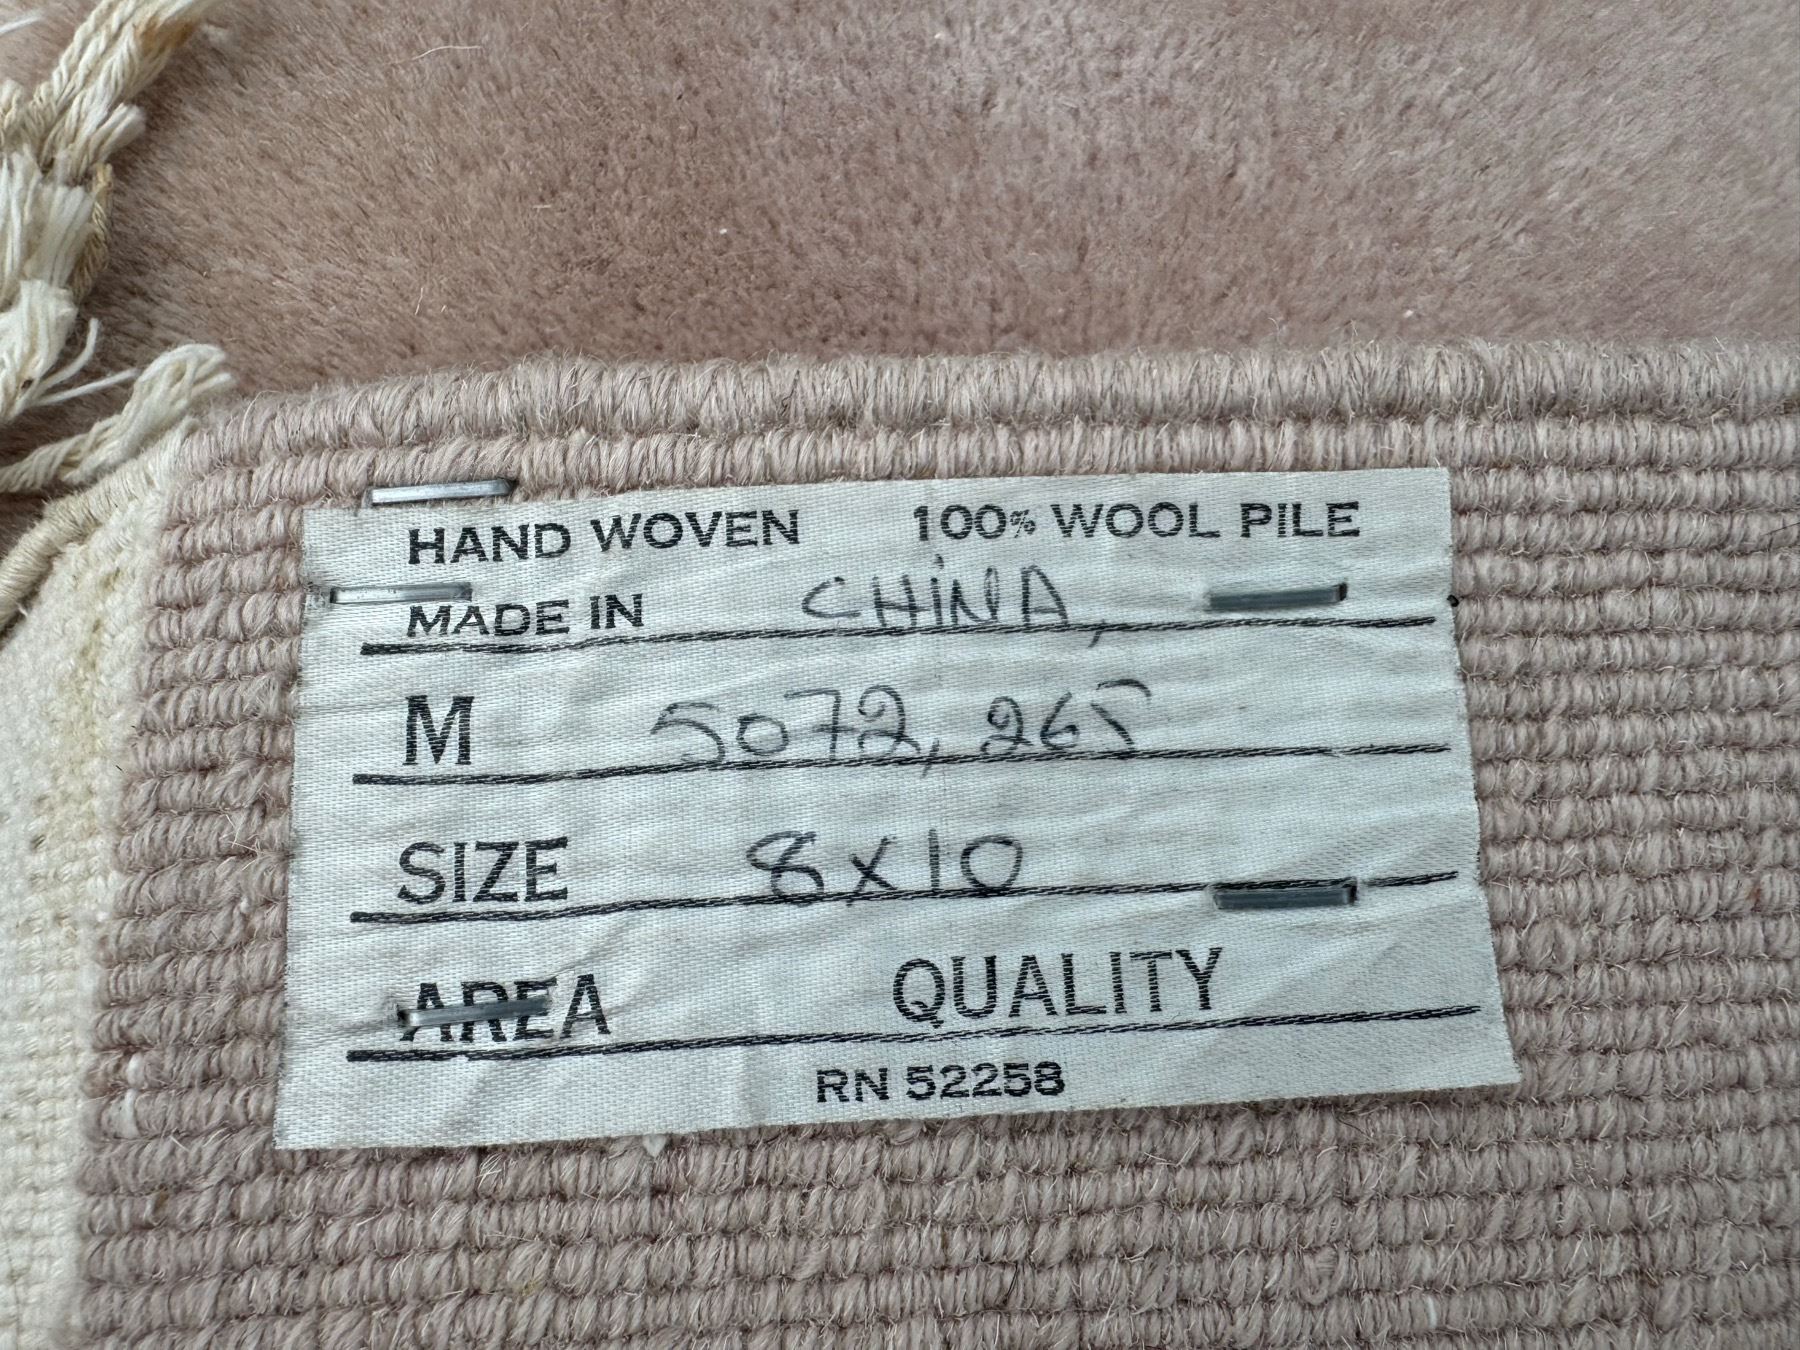 HAND WOVEN 100% WOOL PILE
MADE IN CHINA,
M 5072, 265
SIZE 8x10
AREA QUALITY
RN 52258